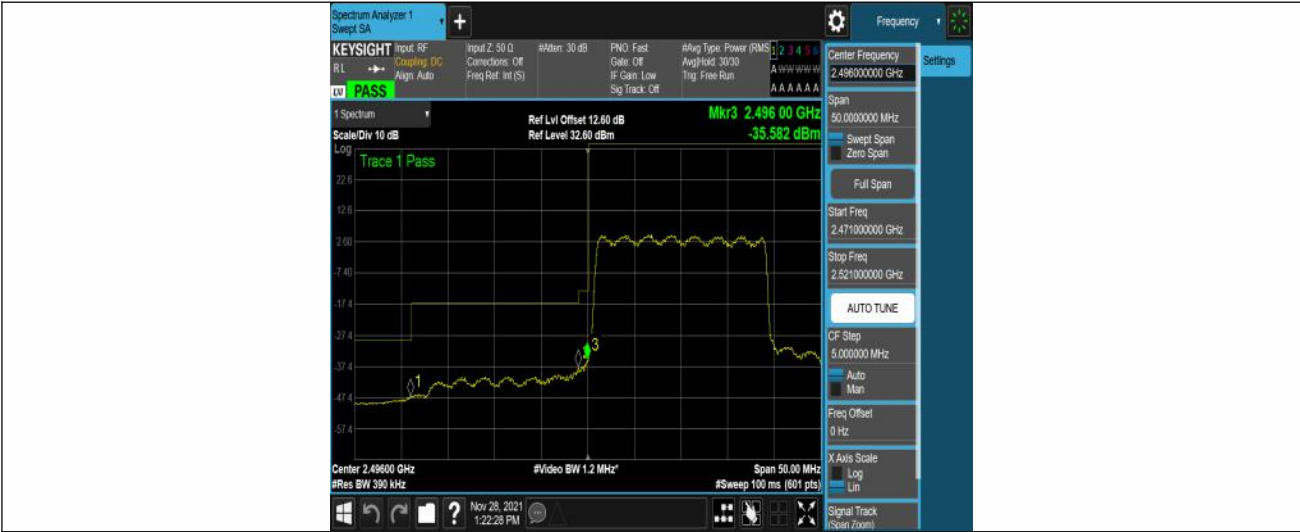 Spectrum Analyzer 1
Swept SA
+
Frequency
KEYSIGHT
Input: RF
Coupling: DC
Align: Auto
Input Z: 50 Ω
Corrections: Off
Freq Ref: Int (S)
#Atten: 30 dB
PNO: Fast
Gate: Off
IF Gain: Low
Sig Track: Off
#Avg Type: Power (RMS
Avg|Hold: 30/30
Trig: Free Run
1 2 3 4 5 6
A W W W W W
A A A A A A
R L
PASS
1 Spectrum
Scale/Div 10 dB
Ref Lvl Offset 12.60 dB
Ref Level 32.60 dBm
Mkr3 2.496 00 GHz
-35.582 dBm
Log
Trace 1 Pass
22.6
12.6
2.60
-7.40
-17.4
-27.4
-37.4
-47.4
-57.4
1
3
Center 2.49600 GHz
#Res BW 390 kHz
#Video BW 1.2 MHz*
Span 50.00 MHz
#Sweep 100 ms (601 pts)
?
Nov 28, 2021
1:22:28 PM
Center Frequency
2.496000000 GHz
Settings
Span
50.0000000 MHz
Swept Span
Zero Span
Full Span
Start Freq
2.471000000 GHz
Stop Freq
2.521000000 GHz
AUTO TUNE
CF Step
5.000000 MHz
Auto
Man
Freq Offset
0 Hz
X Axis Scale
Log
Lin
Signal Track
(Span Zoom)